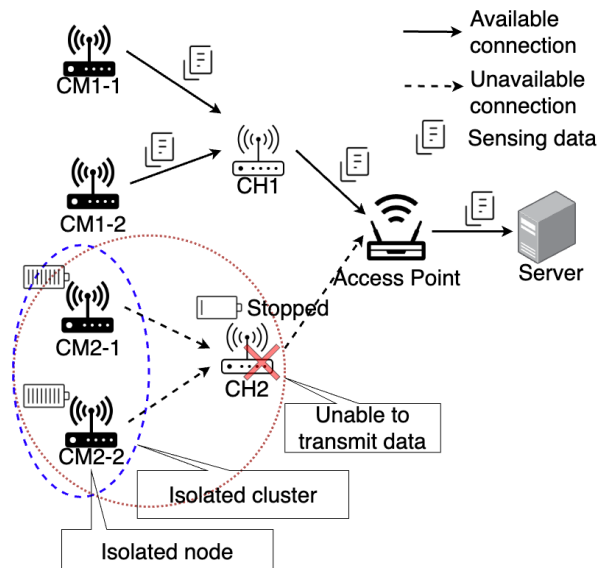 CM1-1
Available
connection
Unavailable
connection
Sensing data
CH1
CM1-2
Access Point
Server
CM2-1
Stopped
CH2
Unable to
transmit data
CM2-2
Isolated cluster
Isolated node